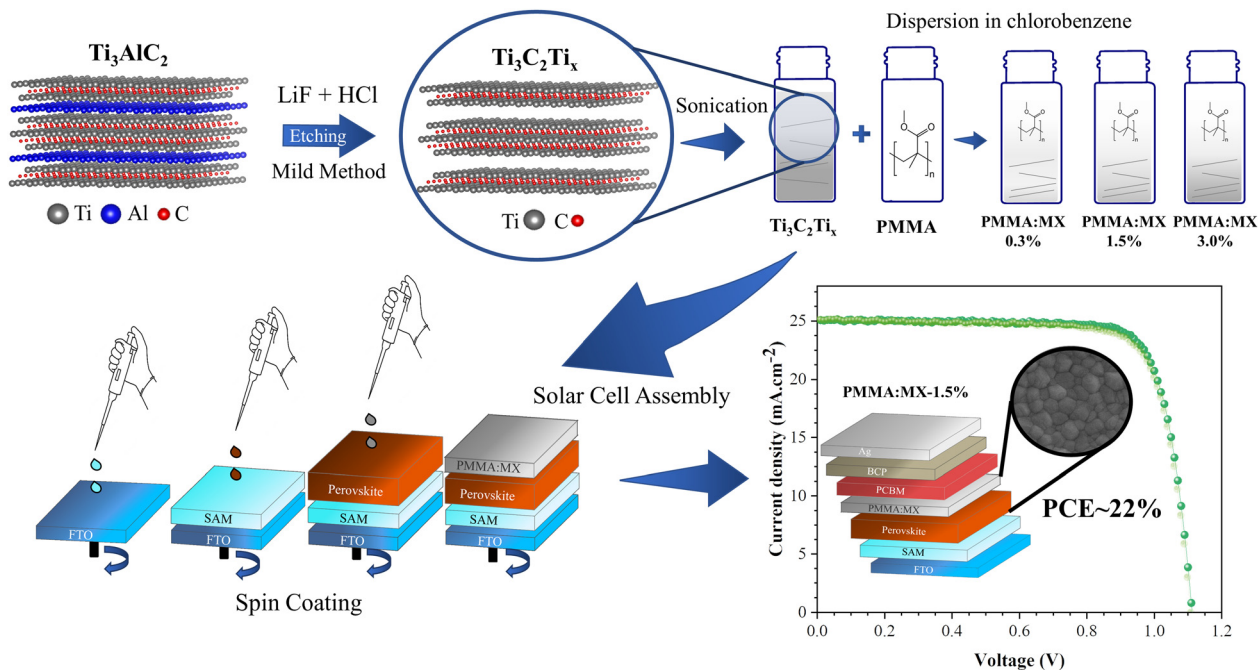 Ti₃AlC₂
Ti Al C
LiF + HCl
Etching
Mild Method
Ti₃C₂Tiₓ
Ti C
Sonication
Dispersion in chlorobenzene
O
O
n
Ti₃C₂Tiₓ
PMMA
O
O
n
PMMA:MX
0.3%
O
O
n
PMMA:MX
1.5%
O
O
n
PMMA:MX
3.0%
FTO
SAM
FTO
Perovskite
SAM
FTO
PMMA:MX
Perovskite
SAM
FTO
Spin Coating
Solar Cell Assembly
Current density (mA.cm⁻²)
30
25
20
15
10
5
0
PMMA:MX-1.5%
Ag
BCP
PCBM
PMMA:MX
Perovskite
SAM
FTO
PCE~22%
0.0 0.2 0.4 0.6 0.8 1.0 1.2
Voltage (V)